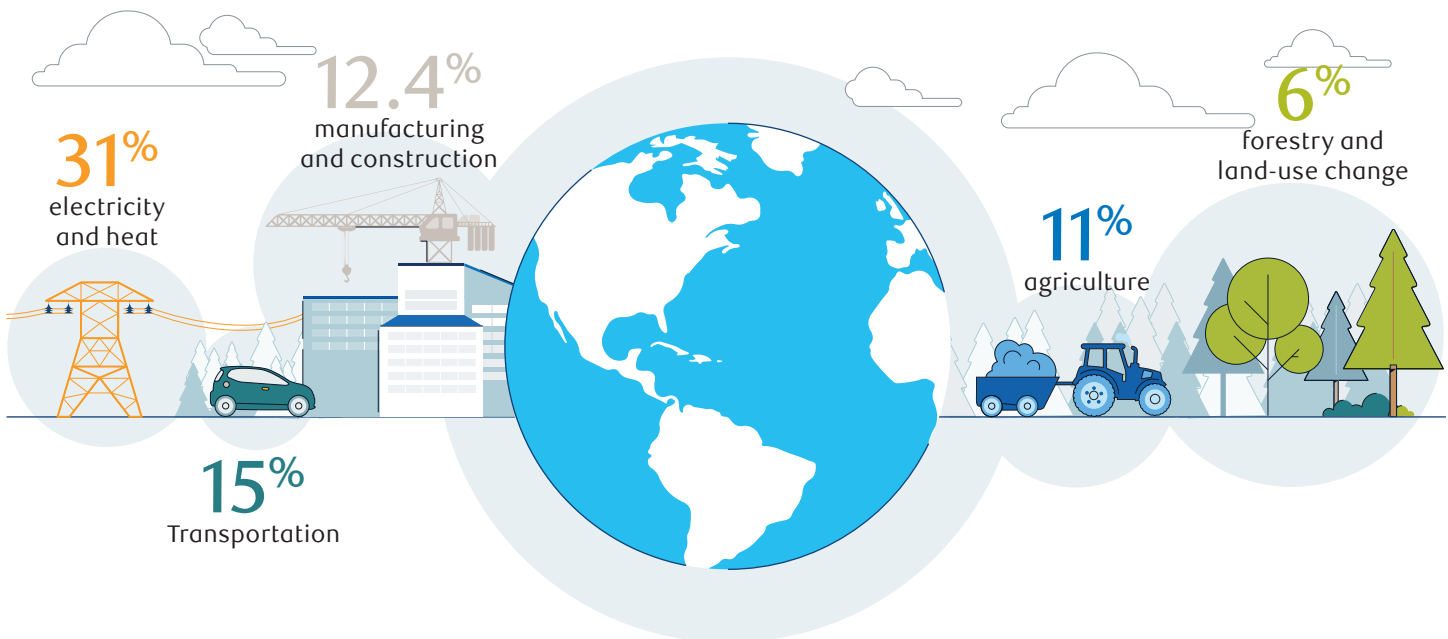 31%
electricity
and heat
15%
Transportation
12.4%
manufacturing
and construction
11%
agriculture
6%
forestry and
land-use change